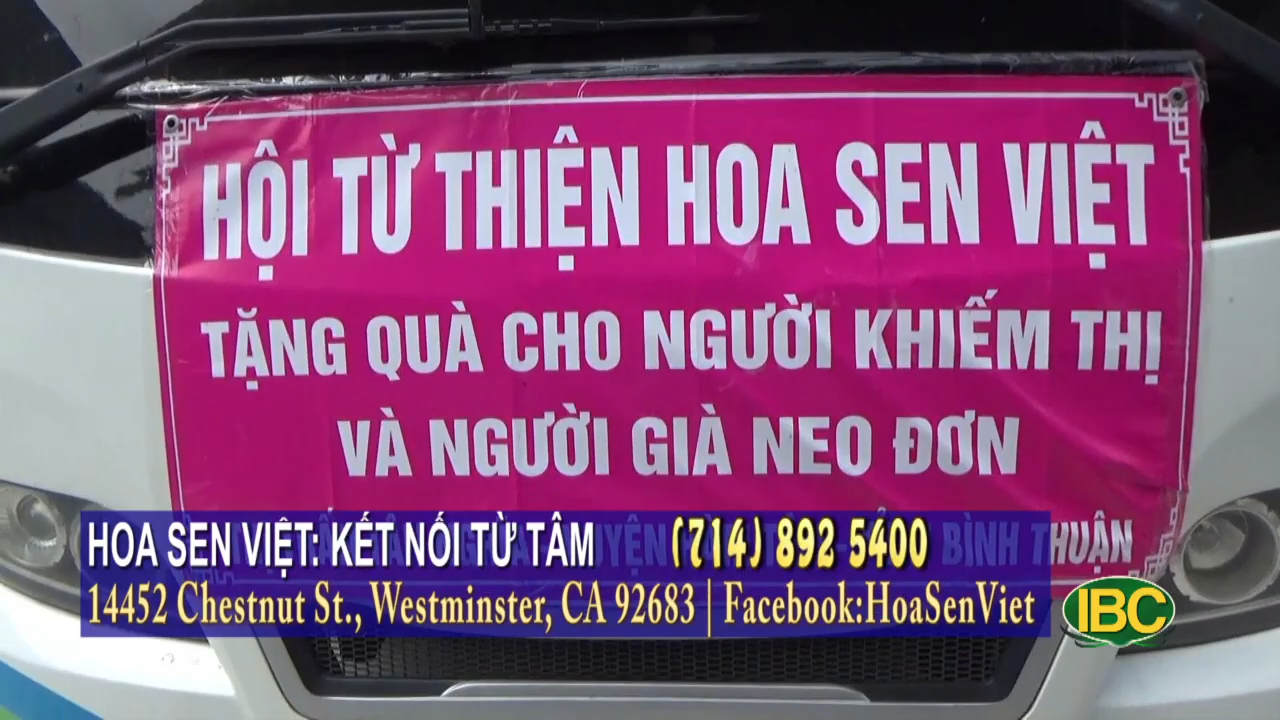 HỘI TỪ THIỆN HOA SEN VIỆT
TẶNG QUÀ CHO NGƯỜI KHIẾM THỊ
VÀ NGƯỜI GIÀ NEO ĐƠN
BÌNH THUẬN
HOA SEN VIỆT: KẾT NỐI TỪ TÂM (714) 892 5400
14452 Chestnut St., Westminster, CA 92683 | Facebook:HoaSenViet
IBC